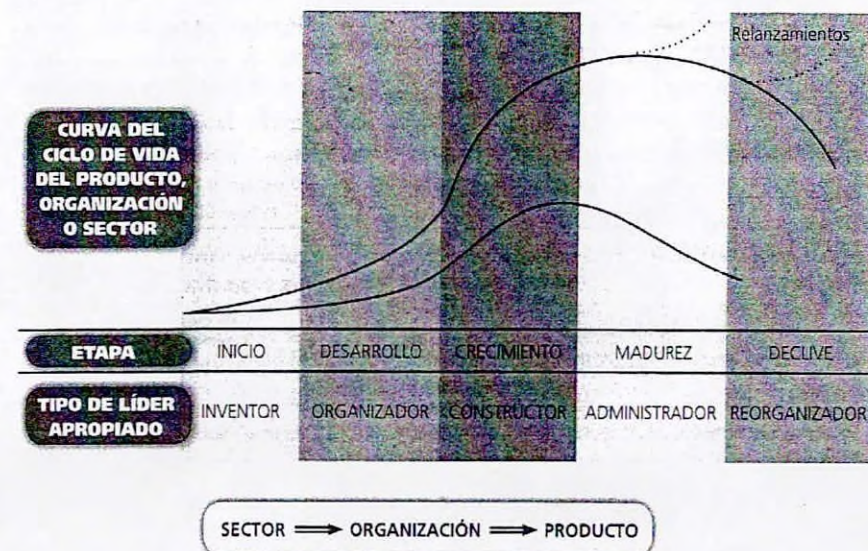 Relanzamientos
CURVA DEL
CICLO DE VIDA
DEL PRODUCTO,
ORGANIZACIÓN
O SECTOR
ETAPA INICIO DESARROLLO CRECIMIENTO MADUREZ DECLIVE
TIPO DE LÍDER
APROPIADO
INVENTOR ORGANIZADOR CONSTRUCTOR ADMINISTRADOR REORGANIZADOR
SECTOR ⟹ ORGANIZACIÓN ⟹ PRODUCTO